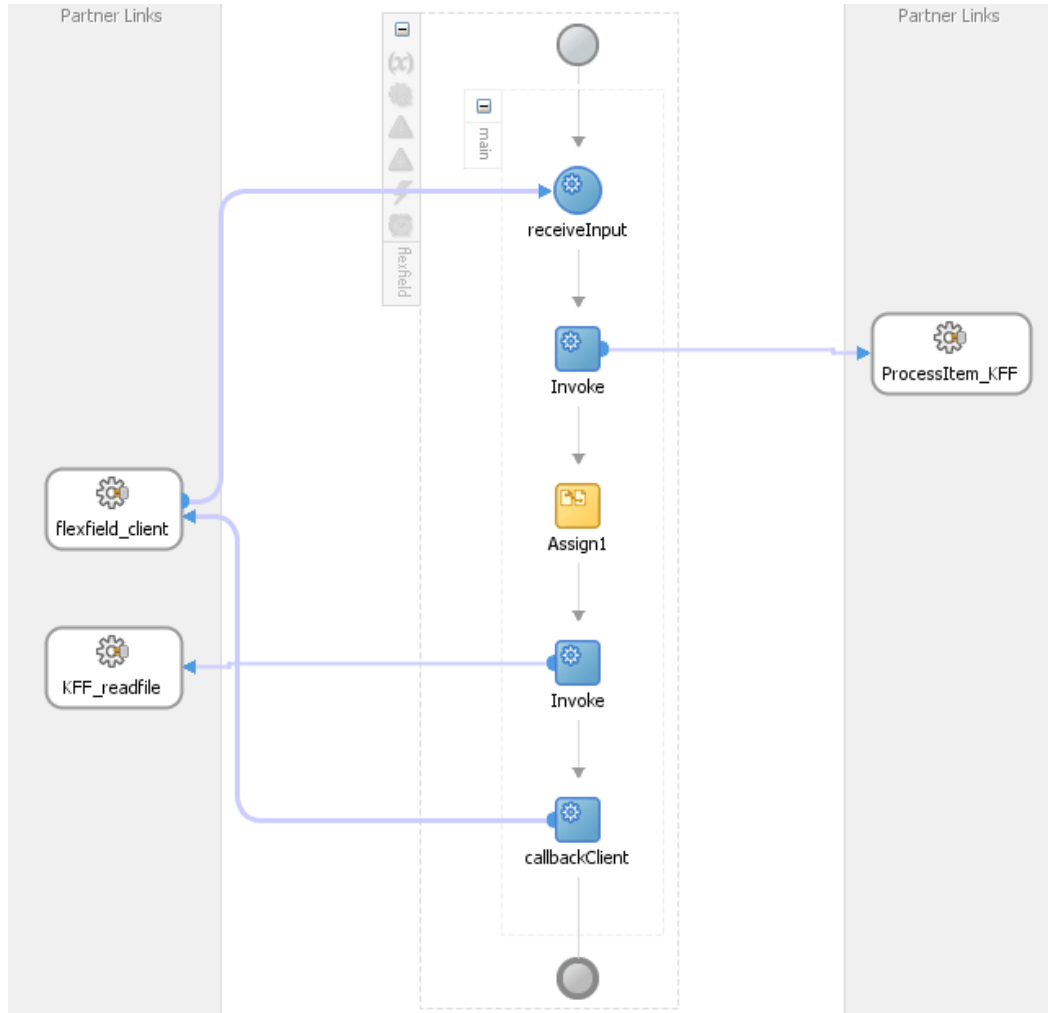 Partner Links
Partner Links
(x)
main
flexfield
receiveInput
Invoke
ProcessItem_KFF
flexfield_client
Assign1
KFF_readfile
Invoke
callbackClient